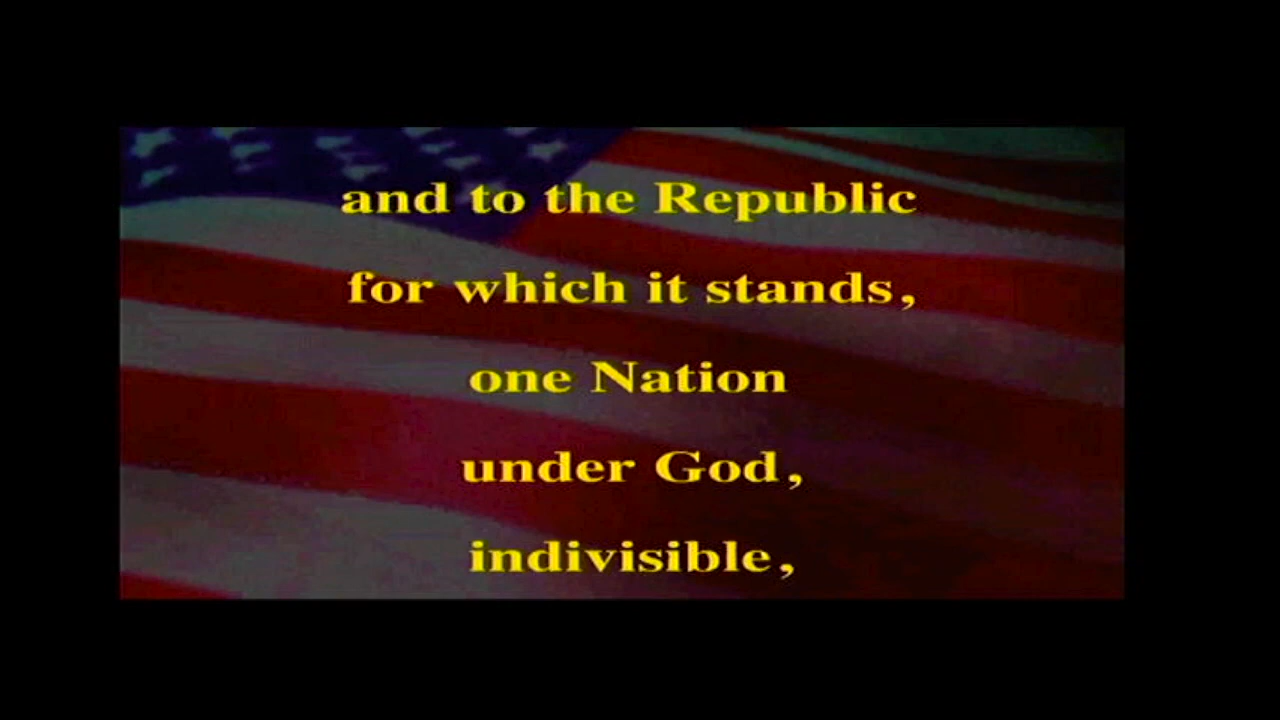 and to the Republic
for which it stands,
one Nation
under God,
indivisible,